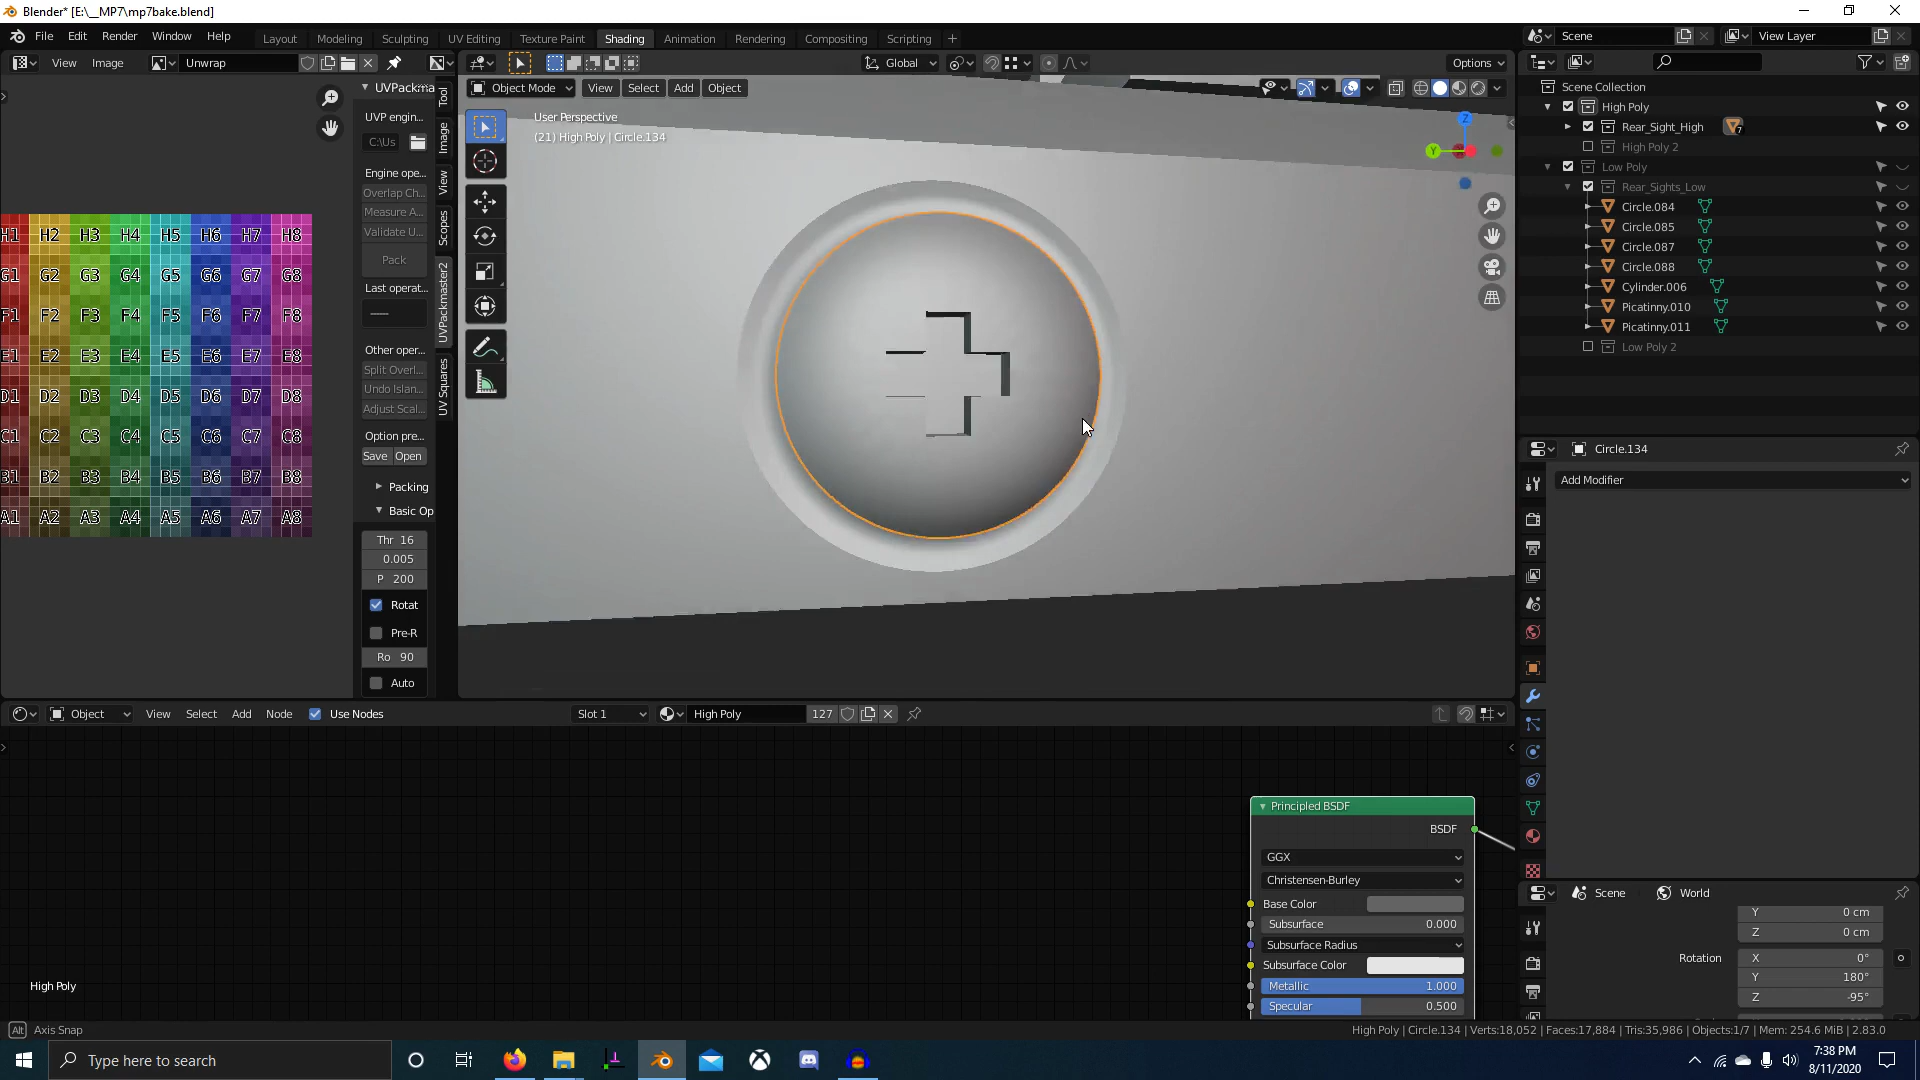 Blender* [E:\__MP7\mp7bake.blend]
File Edit Render Window Help
Layout Modeling Sculpting UV Editing Texture Paint Shading Animation Rendering Compositing Scripting +
Scene
View Layer
View Image
Unwrap
Global
Options
Object Mode
View Select Add Object
User Perspective
(21) High Poly | Circle.134
Z
Y
UVPackma
UVP engin...
C:\Us
Engine ope...
Overlap Ch...
Measure A...
Validate U...
Pack
Last operat...
Other oper...
Split Overl...
Undo Islan...
Adjust Scal...
Option pre...
Save Open
Packing
Basic Op
Thr 16
0.005
P 200
Rotat
Pre-R
Ro 90
Auto
Tool
Image
View
Scopes
UVPackmaster2
UV Squares
H1 H2 H3 H4 H5 H6 H7 H8
G1 G2 G3 G4 G5 G6 G7 G8
F1 F2 F3 F4 F5 F6 F7 F8
E1 E2 E3 E4 E5 E6 E7 E8
D1 D2 D3 D4 D5 D6 D7 D8
C1 C2 C3 C4 C5 C6 C7 C8
B1 B2 B3 B4 B5 B6 B7 B8
A1 A2 A3 A4 A5 A6 A7 A8
Scene Collection
High Poly
Rear_Sight_High 7
High Poly 2
Low Poly
Rear_Sights_Low
Circle.084
Circle.085
Circle.087
Circle.088
Cylinder.006
Picatinny.010
Picatinny.011
Low Poly 2
Circle.134
Add Modifier
Object
View Select Add Node
Use Nodes
Slot 1
High Poly
127
Principled BSDF
BSDF
GGX
Christensen-Burley
Base Color
Subsurface 0.000
Subsurface Radius
Subsurface Color
Metallic 1.000
Specular 0.500
High Poly
Scene World
Y 0 cm
Z 0 cm
Rotation X 0°
Y 180°
Z -95°
Alt Axis Snap
High Poly | Circle.134 | Verts:18,052 | Faces:17,884 | Tris:35,986 | Objects:1/7 | Mem: 254.6 MiB | 2.83.0
Type here to search
7:38 PM
8/11/2020